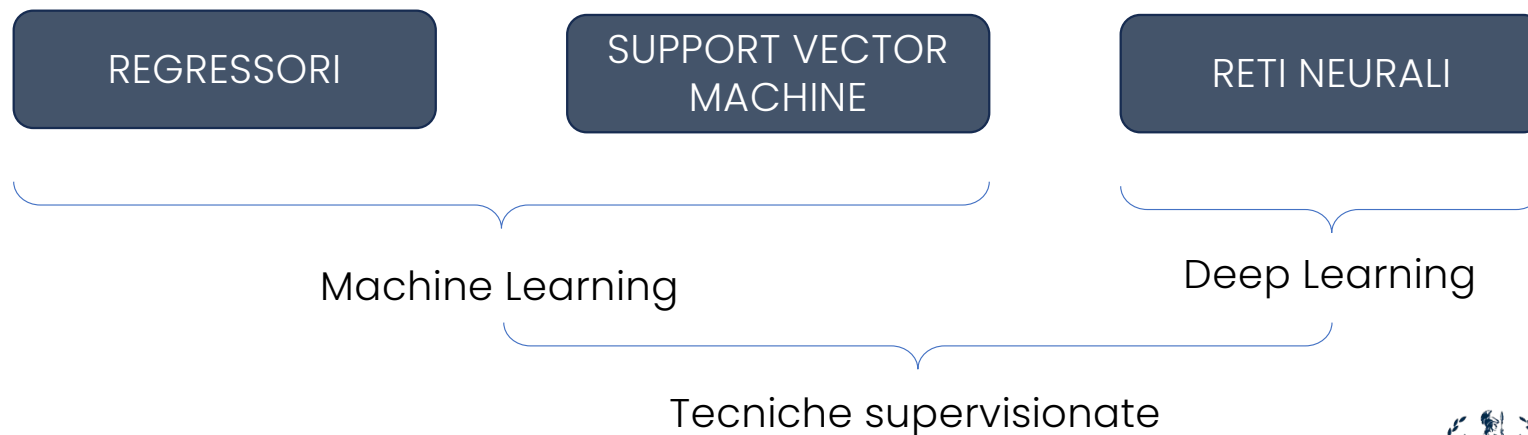 REGRESSORI
SUPPORT VECTOR
MACHINE
RETI NEURALI
Machine Learning
Deep Learning
Tecniche supervisionate